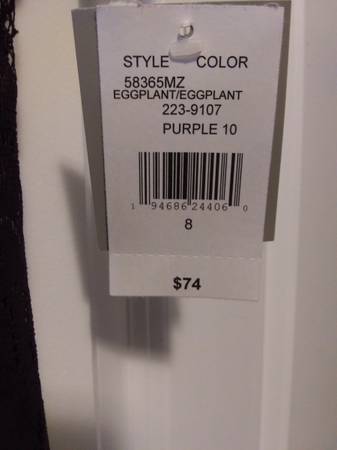 STYLE COLOR
58365MZ
EGGPLANT/EGGPLANT
223-9107
PURPLE 10
1 94686 24406 0
8
$74